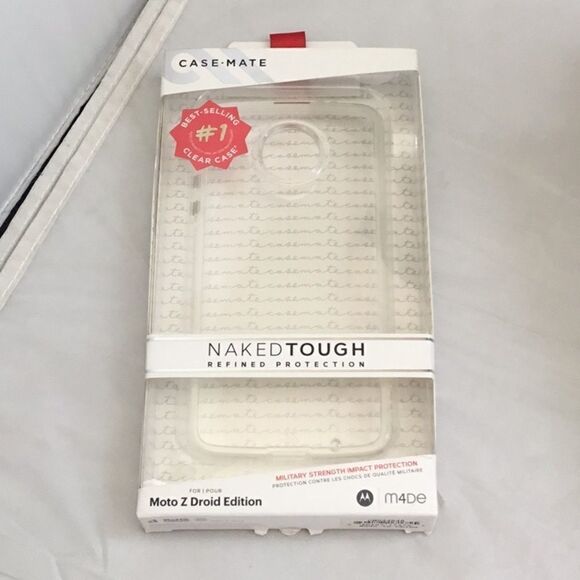 CASE·MATE
BEST-SELLING
#1
CLEAR CASE*
NAKEDTOUGH
REFINED PROTECTION
MILITARY STRENGTH IMPACT PROTECTION
PROTECTION CONTRE LES CHOCS DE QUALITÉ MILITAIRE
FOR | POUR
Moto Z Droid Edition
m4De